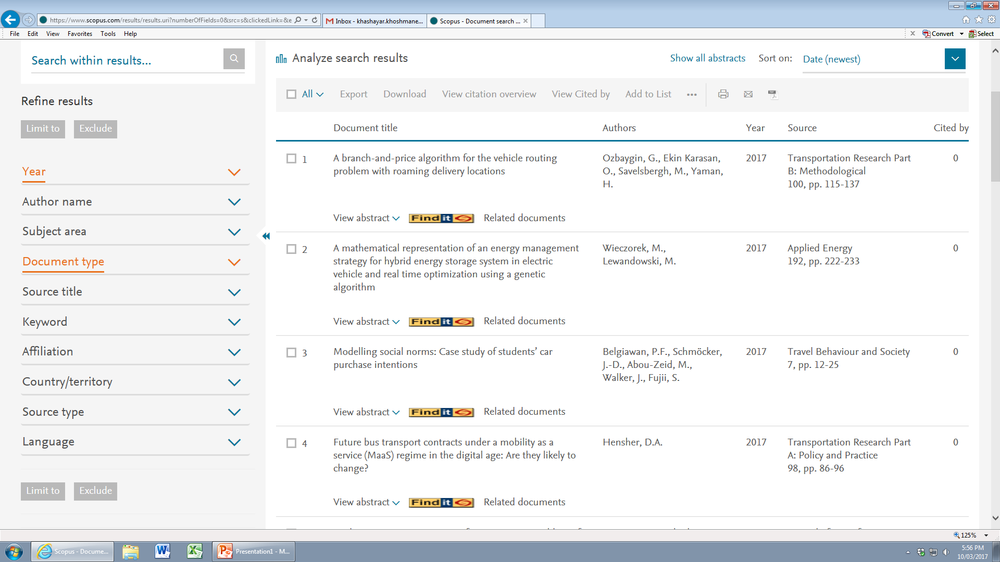 https://www.scopus.com/results/results.uri?numberOfFields=0&src=s&clickedLink=&e
Inbox - khashayar.khoshmane...
Scopus - Document search ...
File Edit View Favorites Tools Help
Convert Select
Search within results...
Refine results
Limit to Exclude
Year
Author name
Subject area
Document type
Source title
Keyword
Affiliation
Country/territory
Source type
Language
Limit to Exclude
Analyze search results
Show all abstracts Sort on: Date (newest)
All Export Download View citation overview View Cited by Add to List ...
Document title Authors Year Source Cited by
1 A branch-and-price algorithm for the vehicle routing Ozbaygin, G., Ekin Karasan, 2017 Transportation Research Part 0
problem with roaming delivery locations O., Savelsbergh, M., Yaman, B: Methodological
H. 100, pp. 115-137
View abstract Find it Related documents
2 A mathematical representation of an energy management Wieczorek, M., 2017 Applied Energy 0
strategy for hybrid energy storage system in electric Lewandowski, M. 192, pp. 222-233
vehicle and real time optimization using a genetic
algorithm
View abstract Find it Related documents
3 Modelling social norms: Case study of students’ car Belgiawan, P.F., Schmöcker, 2017 Travel Behaviour and Society 0
purchase intentions J.-D., Abou-Zeid, M., 7, pp. 12-25
Walker, J., Fujii, S.
View abstract Find it Related documents
4 Future bus transport contracts under a mobility as a Hensher, D.A. 2017 Transportation Research Part 0
service (MaaS) regime in the digital age: Are they likely to A: Policy and Practice
change? 98, pp. 86-96
View abstract Find it Related documents
125%
Scopus - Docume...
Presentation1 - M...
5:56 PM
10/03/2017